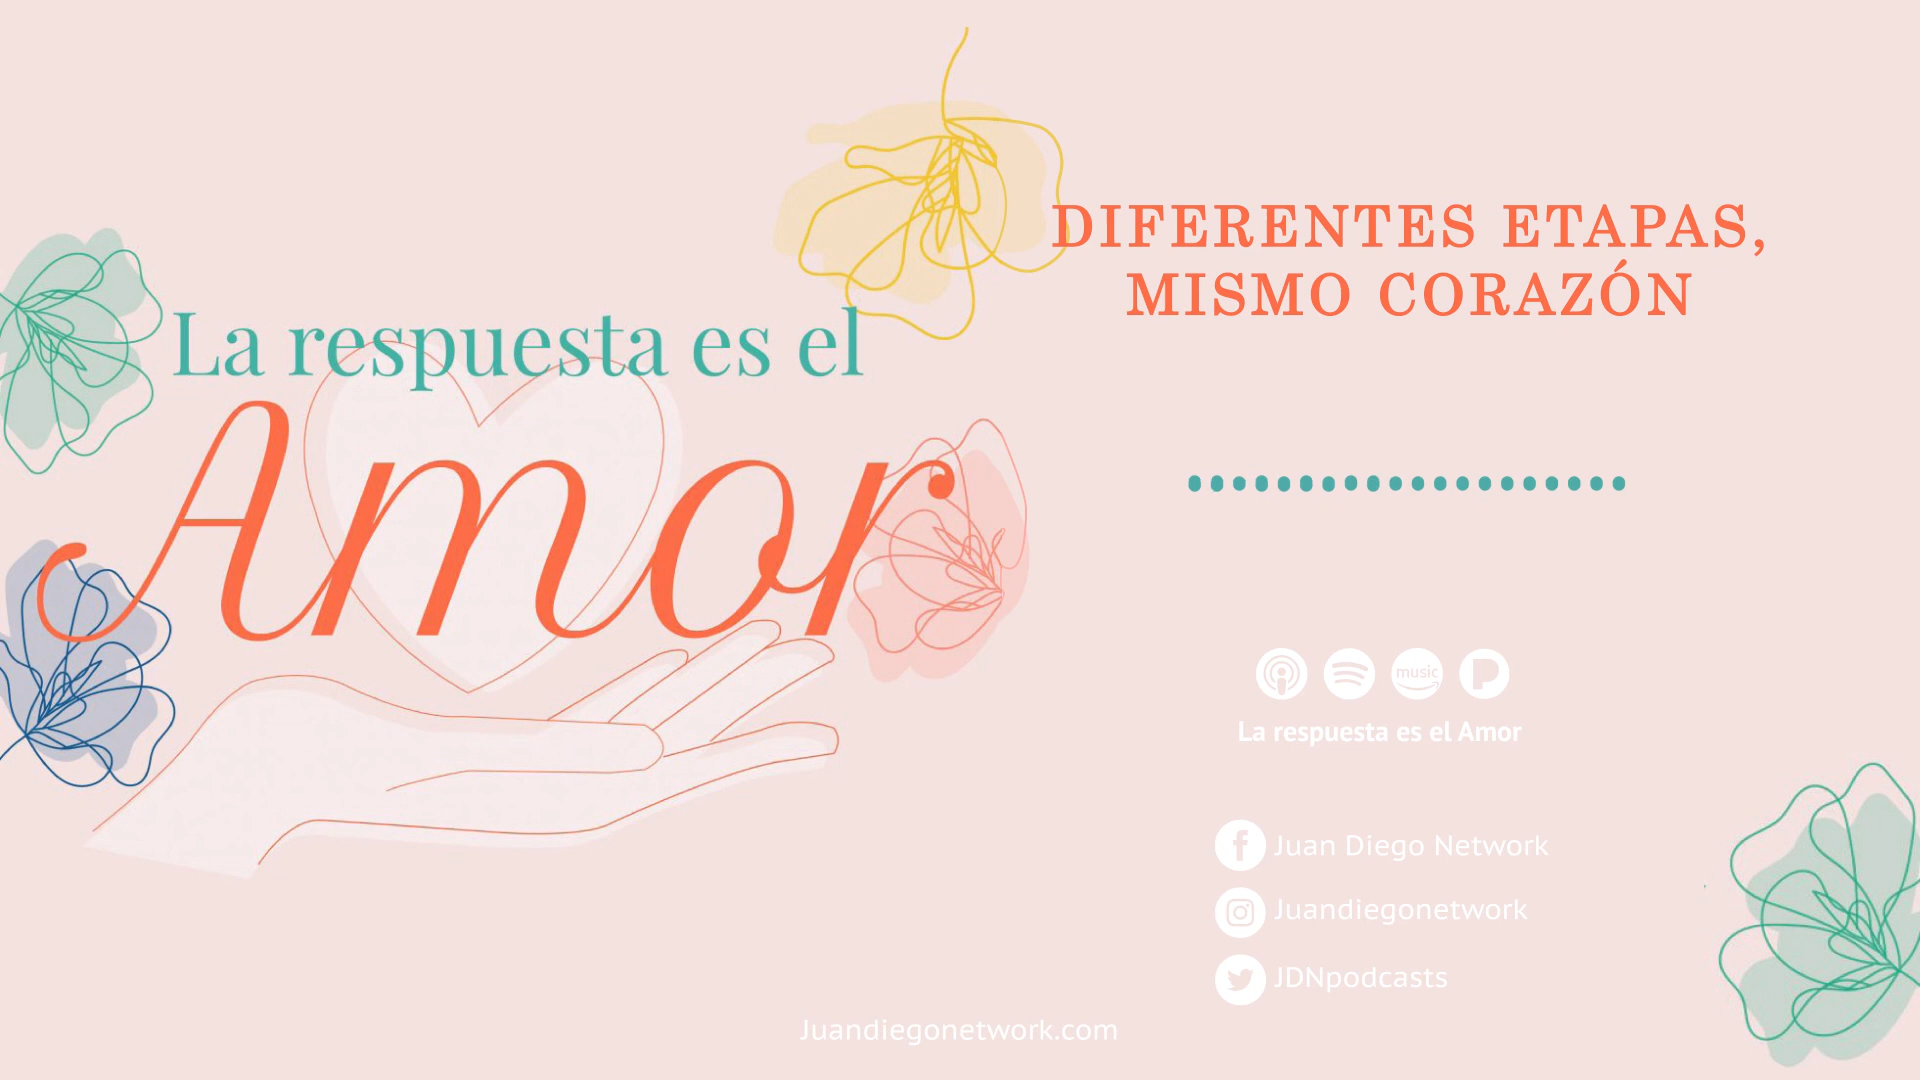 La respuesta es el
Amor
DIFERENTES ETAPAS,
MISMO CORAZÓN
music
La respuesta es el Amor
Juan Diego Network
Juandiegonetwork
JDNpodcasts
Juandiegonetwork.com